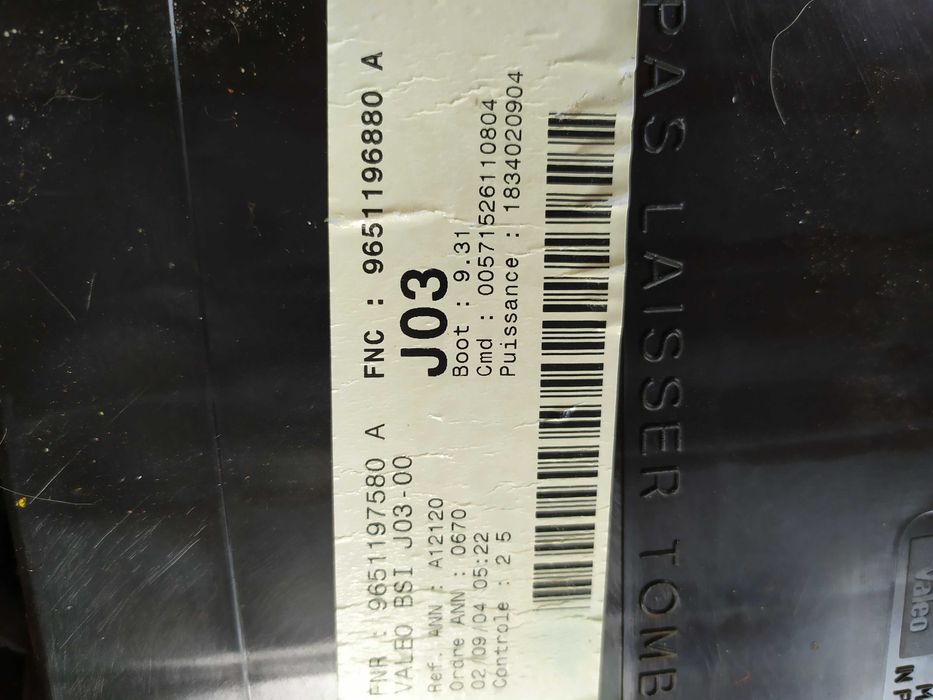 FNR : 9651197580 A
FNC : 9651196880 A
VALEO BSI J03-00
J03
Ref. ANN : A12120
Boot : 9.31
Ordre ANN : 0670
Cmd : 00571526110804
02/09/04 05:22
Puissance : 1834020904
Controle : 2 5
PAS LAISSER TOMB
Valeo